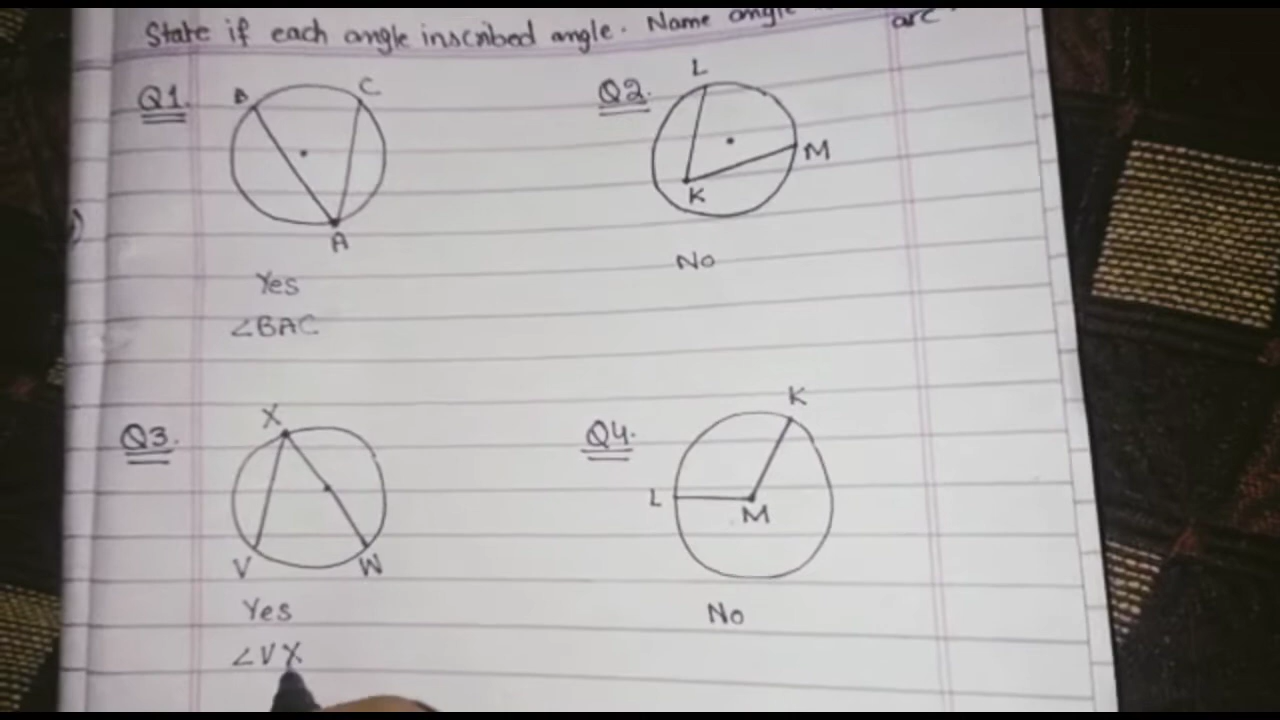 State if each angle inscribed angle. Name angle
arc
Q1.
B
C
A
Yes
∠BAC
Q2.
L
M
K
No
Q3.
X
V
W
Yes
∠VX
Q4.
K
L
M
No